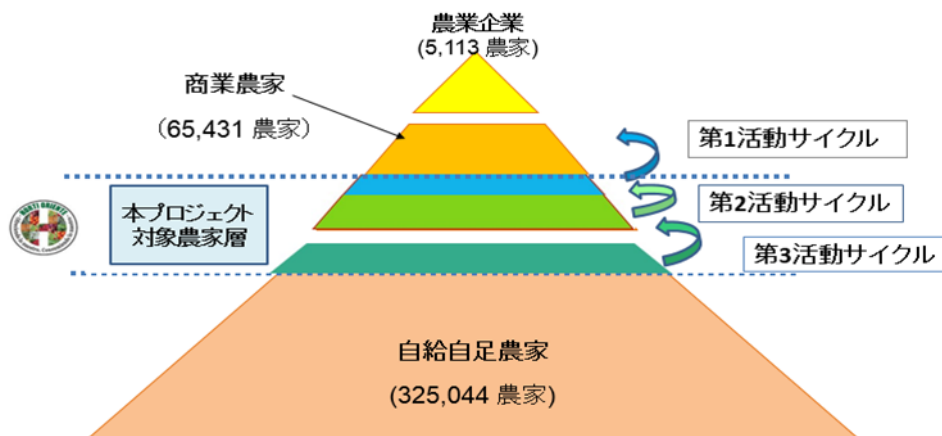 農業企業
(5,113 農家)
商業農家
（65,431 農家）
第1活動サイクル
本プロジェクト
対象農家層
第2活動サイクル
第3活動サイクル
自給自足農家
(325,044 農家)